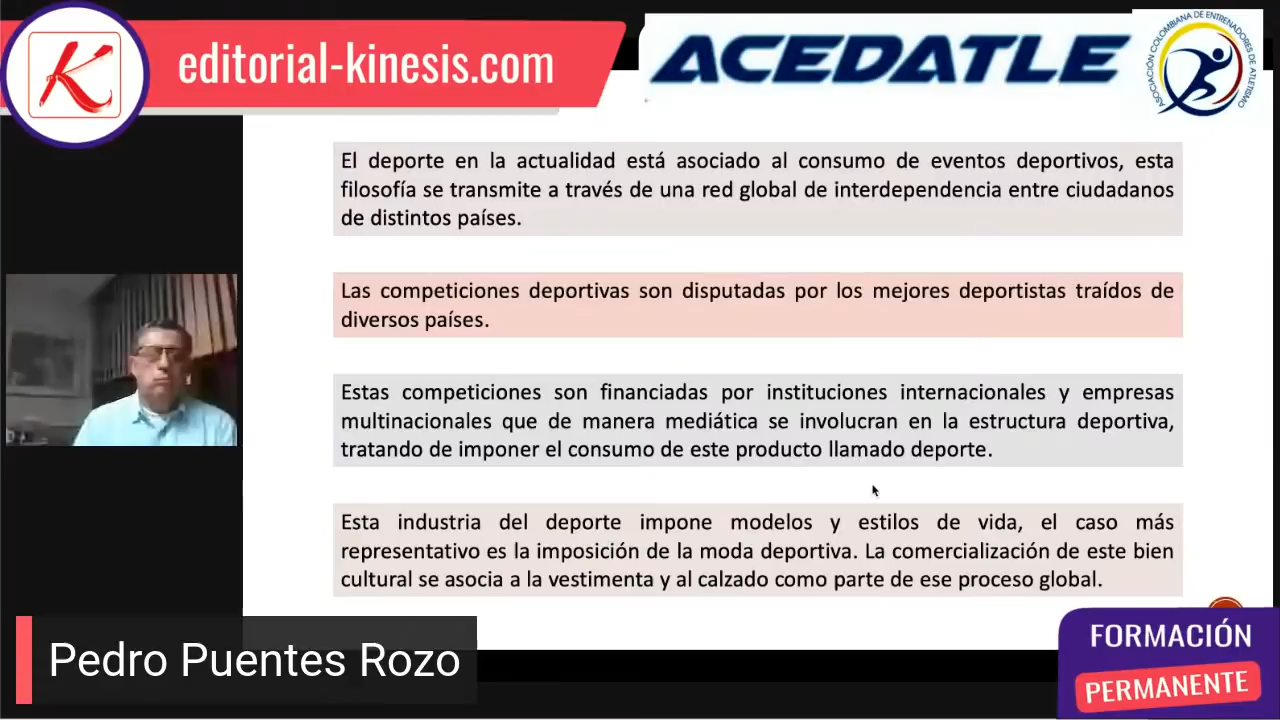 K
editorial-kinesis.com
ACEDATLE
ASOCIACIÓN COLOMBIANA DE ENTRENADORES DE ATLETISMO
El deporte en la actualidad está asociado al consumo de eventos deportivos, esta
filosofía se transmite a través de una red global de interdependencia entre ciudadanos
de distintos países.
Las competiciones deportivas son disputadas por los mejores deportistas traídos de
diversos países.
Estas competiciones son financiadas por instituciones internacionales y empresas
multinacionales que de manera mediática se involucran en la estructura deportiva,
tratando de imponer el consumo de este producto llamado deporte.
Esta industria del deporte impone modelos y estilos de vida, el caso más
representativo es la imposición de la moda deportiva. La comercialización de este bien
cultural se asocia a la vestimenta y al calzado como parte de ese proceso global.
Pedro Puentes Rozo
FORMACIÓN
PERMANENTE